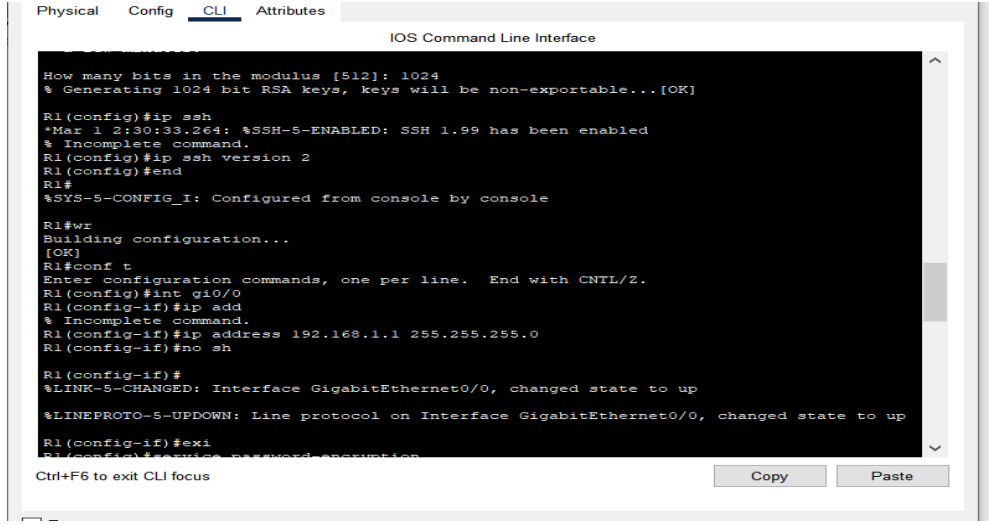 Physical Config CLI Attributes
IOS Command Line Interface
How many bits in the modulus [512]: 1024
% Generating 1024 bit RSA keys, keys will be non-exportable...[OK]
R1(config)#ip ssh
*Mar 1 2:30:33.264: %SSH-5-ENABLED: SSH 1.99 has been enabled
% Incomplete command.
R1(config)#ip ssh version 2
R1(config)#end
R1#
%SYS-5-CONFIG_I: Configured from console by console
R1#wr
Building configuration...
[OK]
R1#conf t
Enter configuration commands, one per line.  End with CNTL/Z.
R1(config)#int gi0/0
R1(config-if)#ip add
% Incomplete command.
R1(config-if)#ip address 192.168.1.1 255.255.255.0
R1(config-if)#no sh
R1(config-if)#
%LINK-5-CHANGED: Interface GigabitEthernet0/0, changed state to up
%LINEPROTO-5-UPDOWN: Line protocol on Interface GigabitEthernet0/0, changed state to up
R1(config-if)#exi
R1(config)#service password-encryption
Ctrl+F6 to exit CLI focus
Copy Paste